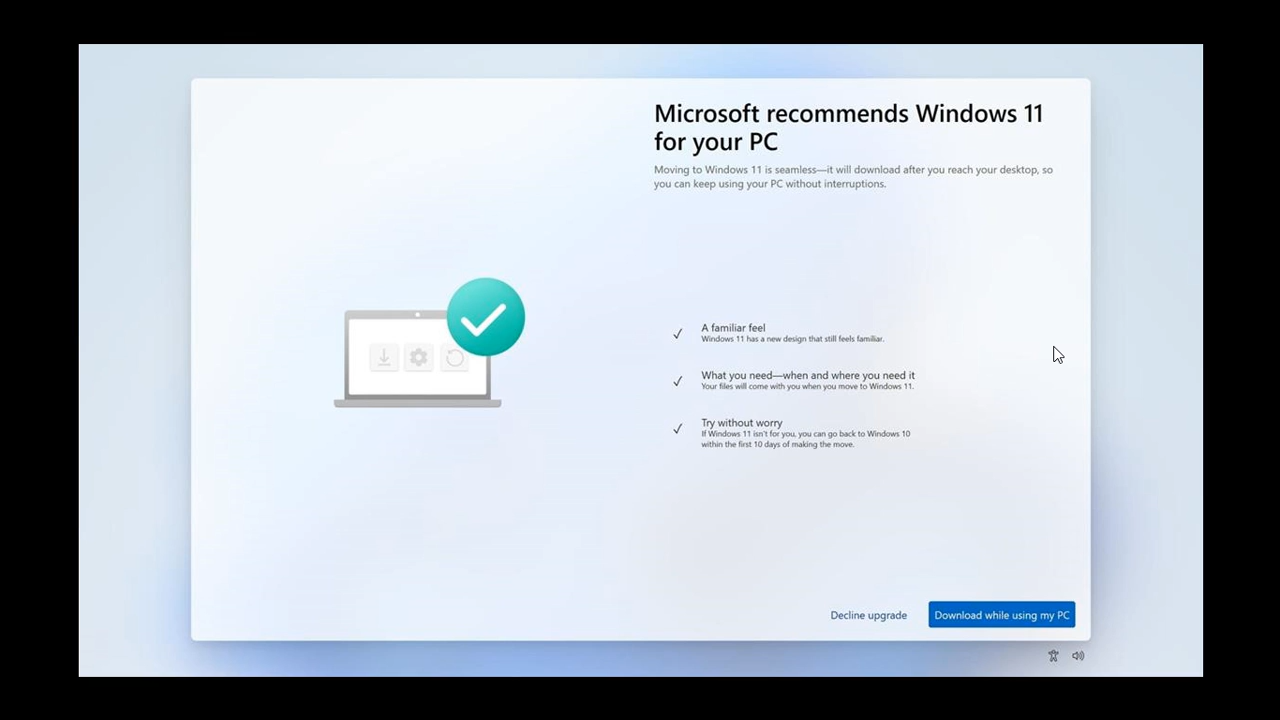 Microsoft recommends Windows 11
for your PC
Moving to Windows 11 is seamless—it will download after you reach your desktop, so
you can keep using your PC without interruptions.
A familiar feel
Windows 11 has a new design that still feels familiar.
What you need—when and where you need it
Your files will come with you when you move to Windows 11.
Try without worry
If Windows 11 isn't for you, you can go back to Windows 10
within the first 10 days of making the move.
Decline upgrade
Download while using my PC